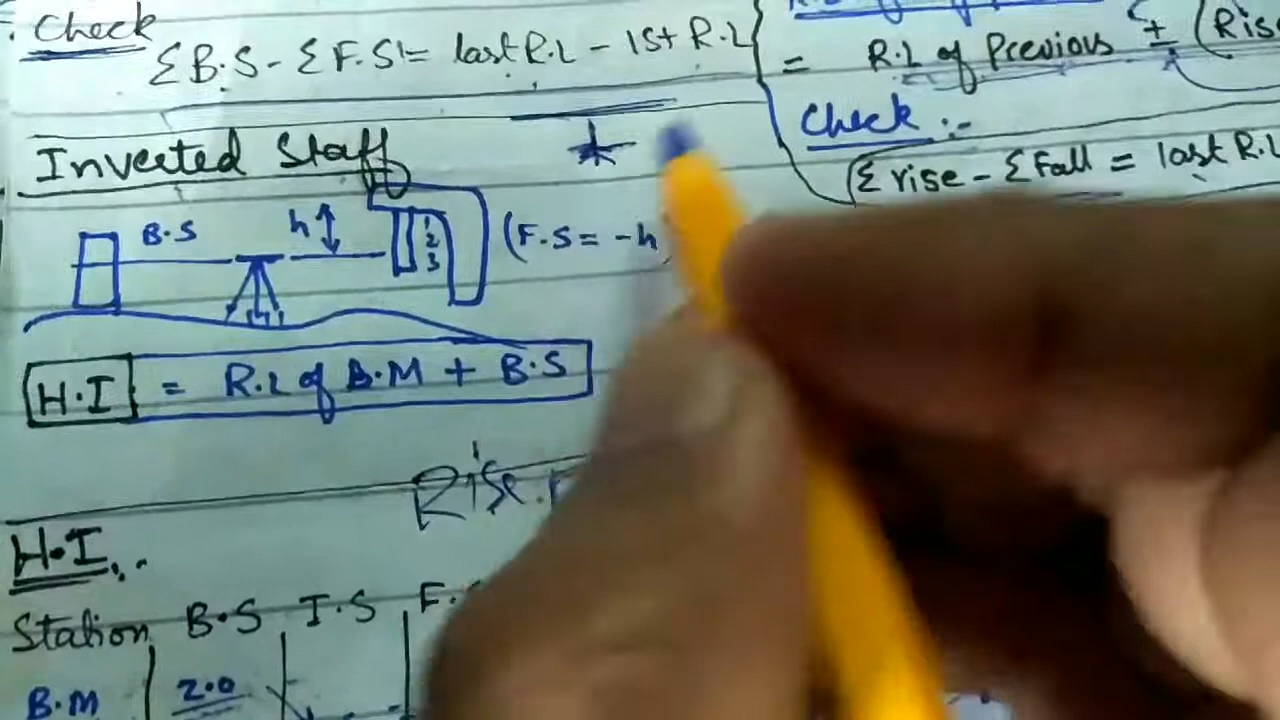 Check
ΣB.S - ΣF.S = last R.L - 1st R.L
= R.L of Previous ± (Rise
Check :-
Σ rise - Σ Fall = last R.L
Inverted Staff
B.S h 1 2 3 (F.S = -h
H.I = R.L of B.M + B.S
Rise
H.I.
Station B.S I.S F.
B.M 2.0